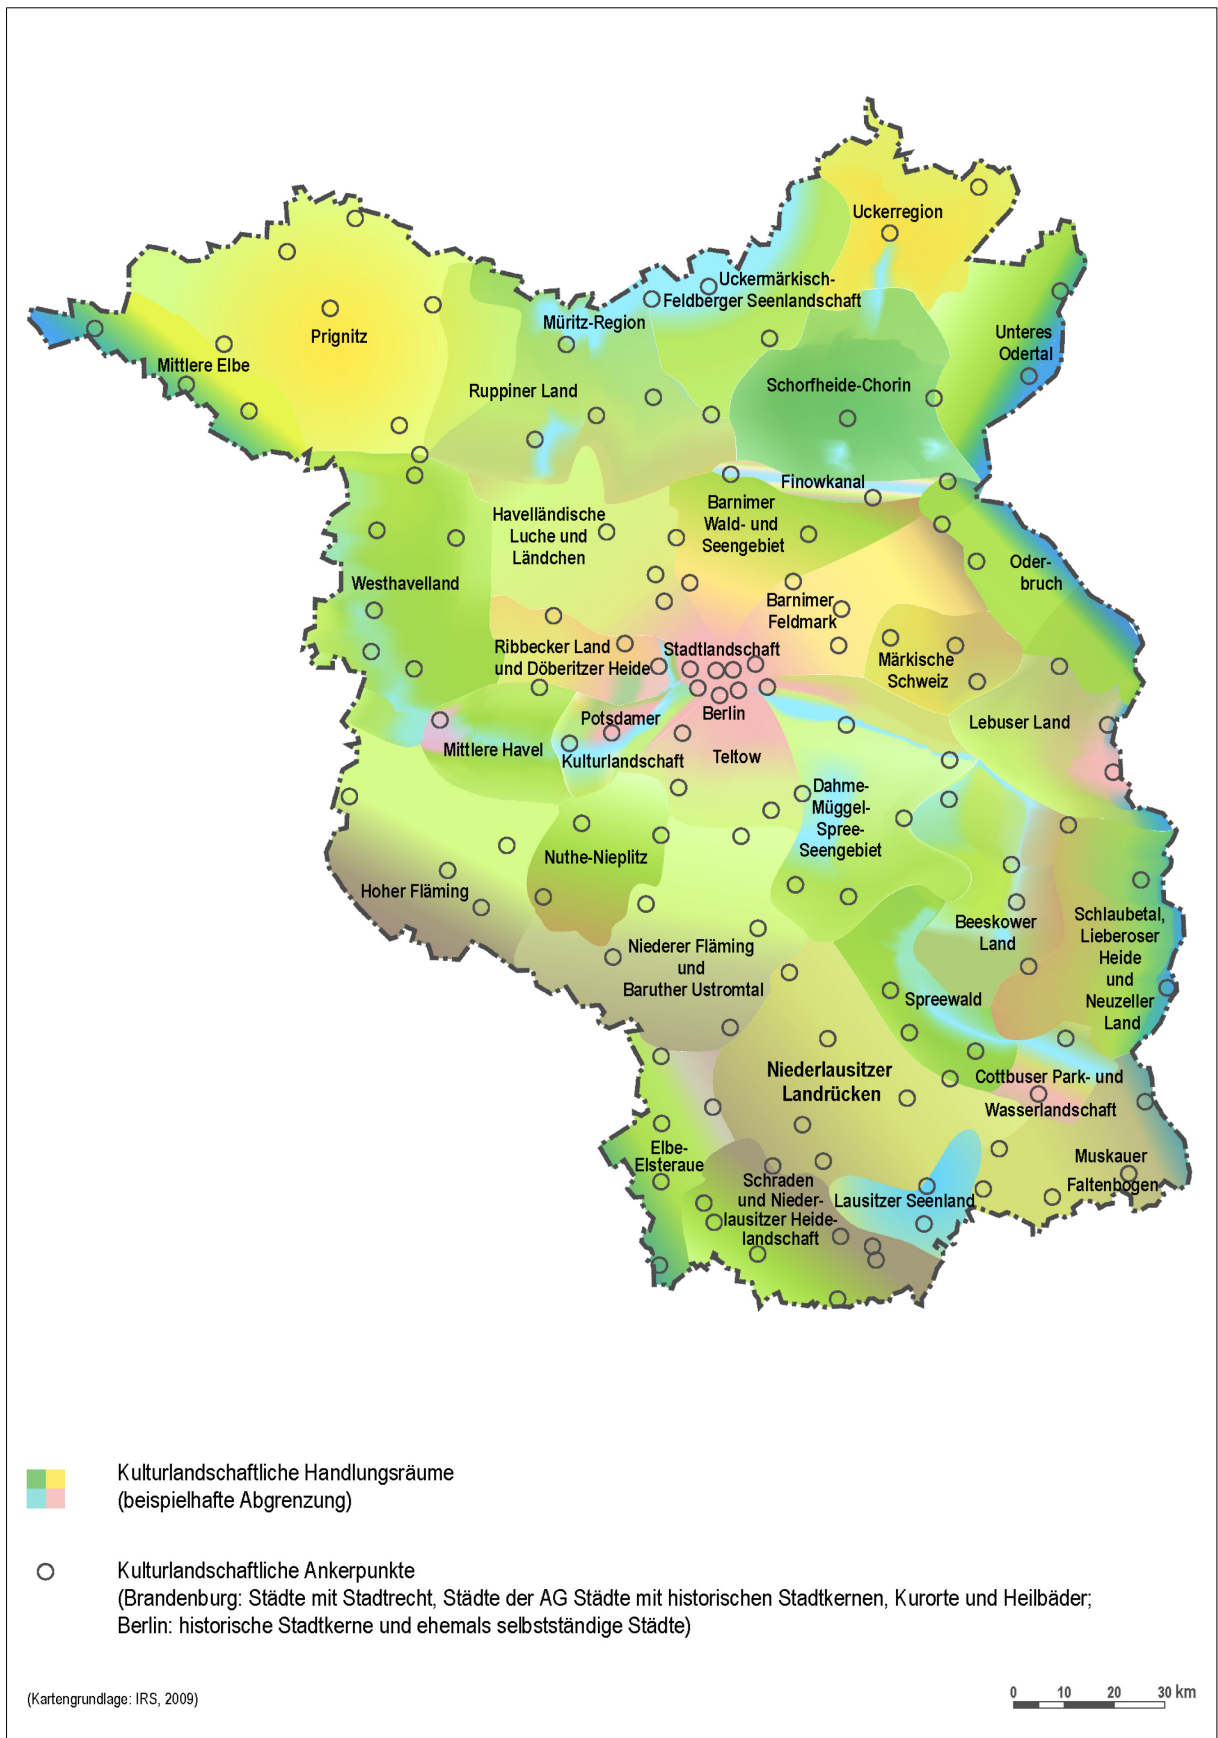 Uckerregion
Uckermärkisch-
Feldberger Seenlandschaft
Müritz-Region
Prignitz
Mittlere Elbe
Unteres
Odertal
Schorfheide-Chorin
Ruppiner Land
Finowkanal
Barnimer
Wald- und
Seengebiet
Havelländische
Luche und
Ländchen
Oder-
bruch
Westhavelland
Barnimer
Feldmark
Ribbecker Land
und Döberitzer Heide
Stadtlandschaft
Berlin
Märkische
Schweiz
Lebuser Land
Potsdamer
Kulturlandschaft
Mittlere Havel
Teltow
Dahme-
Müggel-
Spree-
Seengebiet
Nuthe-Nieplitz
Hoher Fläming
Beeskower
Land
Schlaubetal,
Lieberoser
Heide
und
Neuzeller
Land
Niederer Fläming
und
Baruther Ustromtal
Spreewald
Niederlausitzer
Landrücken
Cottbuser Park- und
Wasserlandschaft
Elbe-
Elsteraue
Muskauer
Faltenbogen
Schraden
und Nieder-
lausitzer Heide-
landschaft
Lausitzer Seenland
Kulturlandschaftliche Handlungsräume
(beispielhafte Abgrenzung)
Kulturlandschaftliche Ankerpunkte
(Brandenburg: Städte mit Stadtrecht, Städte der AG Städte mit historischen Stadtkernen, Kurorte und Heilbäder;
Berlin: historische Stadtkerne und ehemals selbstständige Städte)
(Kartengrundlage: IRS, 2009)
0 10 20 30 km